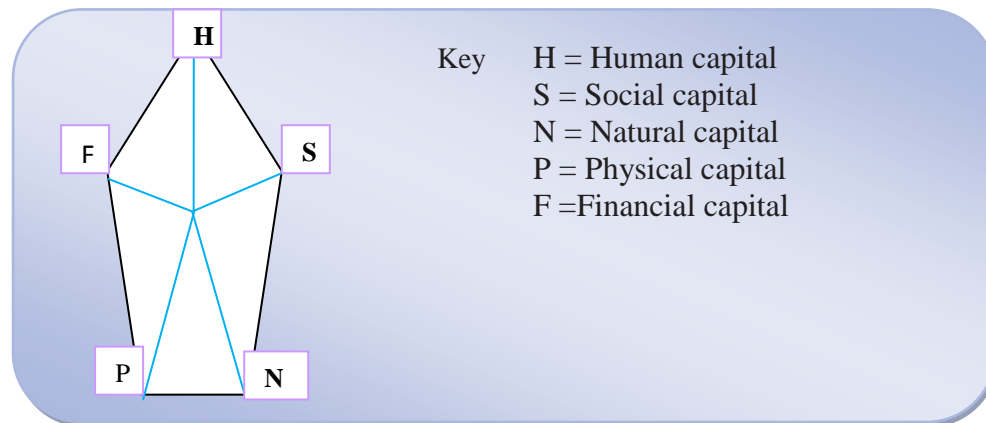 H
Key H = Human capital
S = Social capital
N = Natural capital
P = Physical capital
F =Financial capital
F
S
P
N